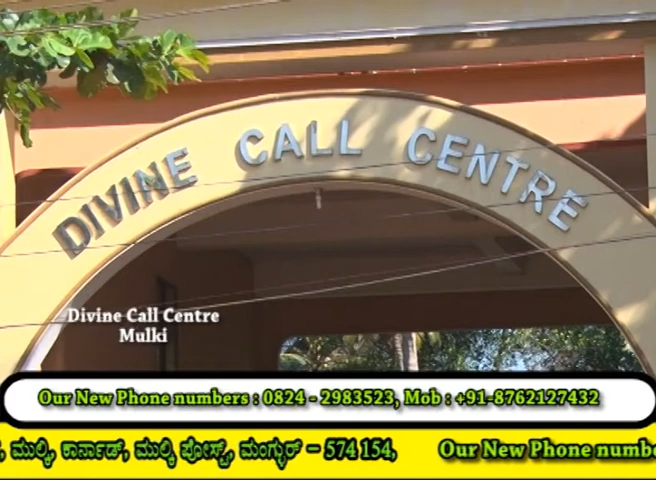 DIVINE CALL CENTRE
Divine Call Centre
Mulki
Our New Phone numbers : 0824 - 2983523, Mob : +91-8762127432
ಮುಲ್ಕಿ, ಕಾರ್ನಾಡ್, ಮುಲ್ಕಿ ಪೋಸ್ಟ್, ಮಂಗ್ಳುರ್ – 574 154, Our New Phone